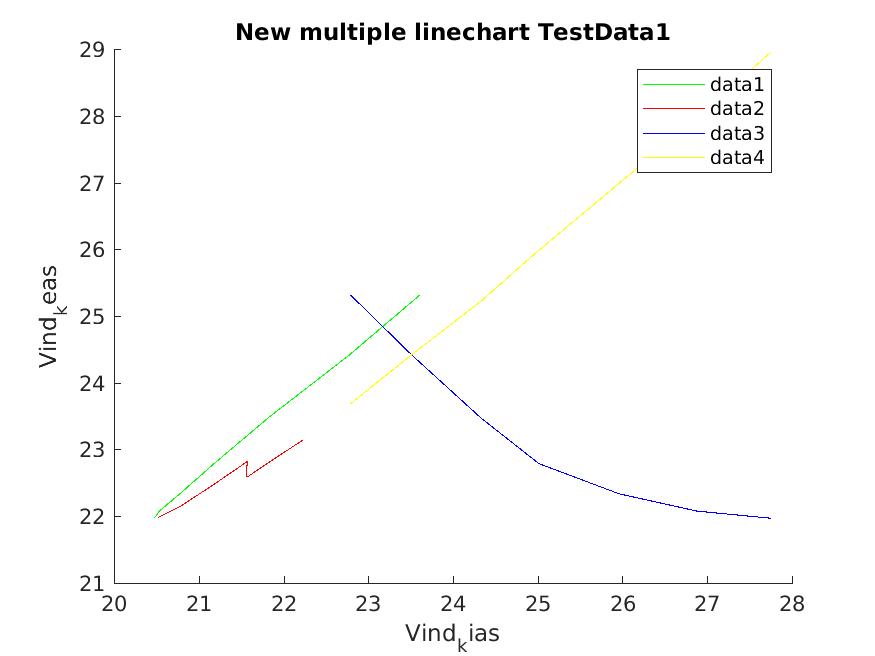 New multiple linechart TestData1
29
28
27
26
25
24
23
22
21
20 21 22 23 24 25 26 27 28
Vind_keas
Vind_kias
data1
data2
data3
data4